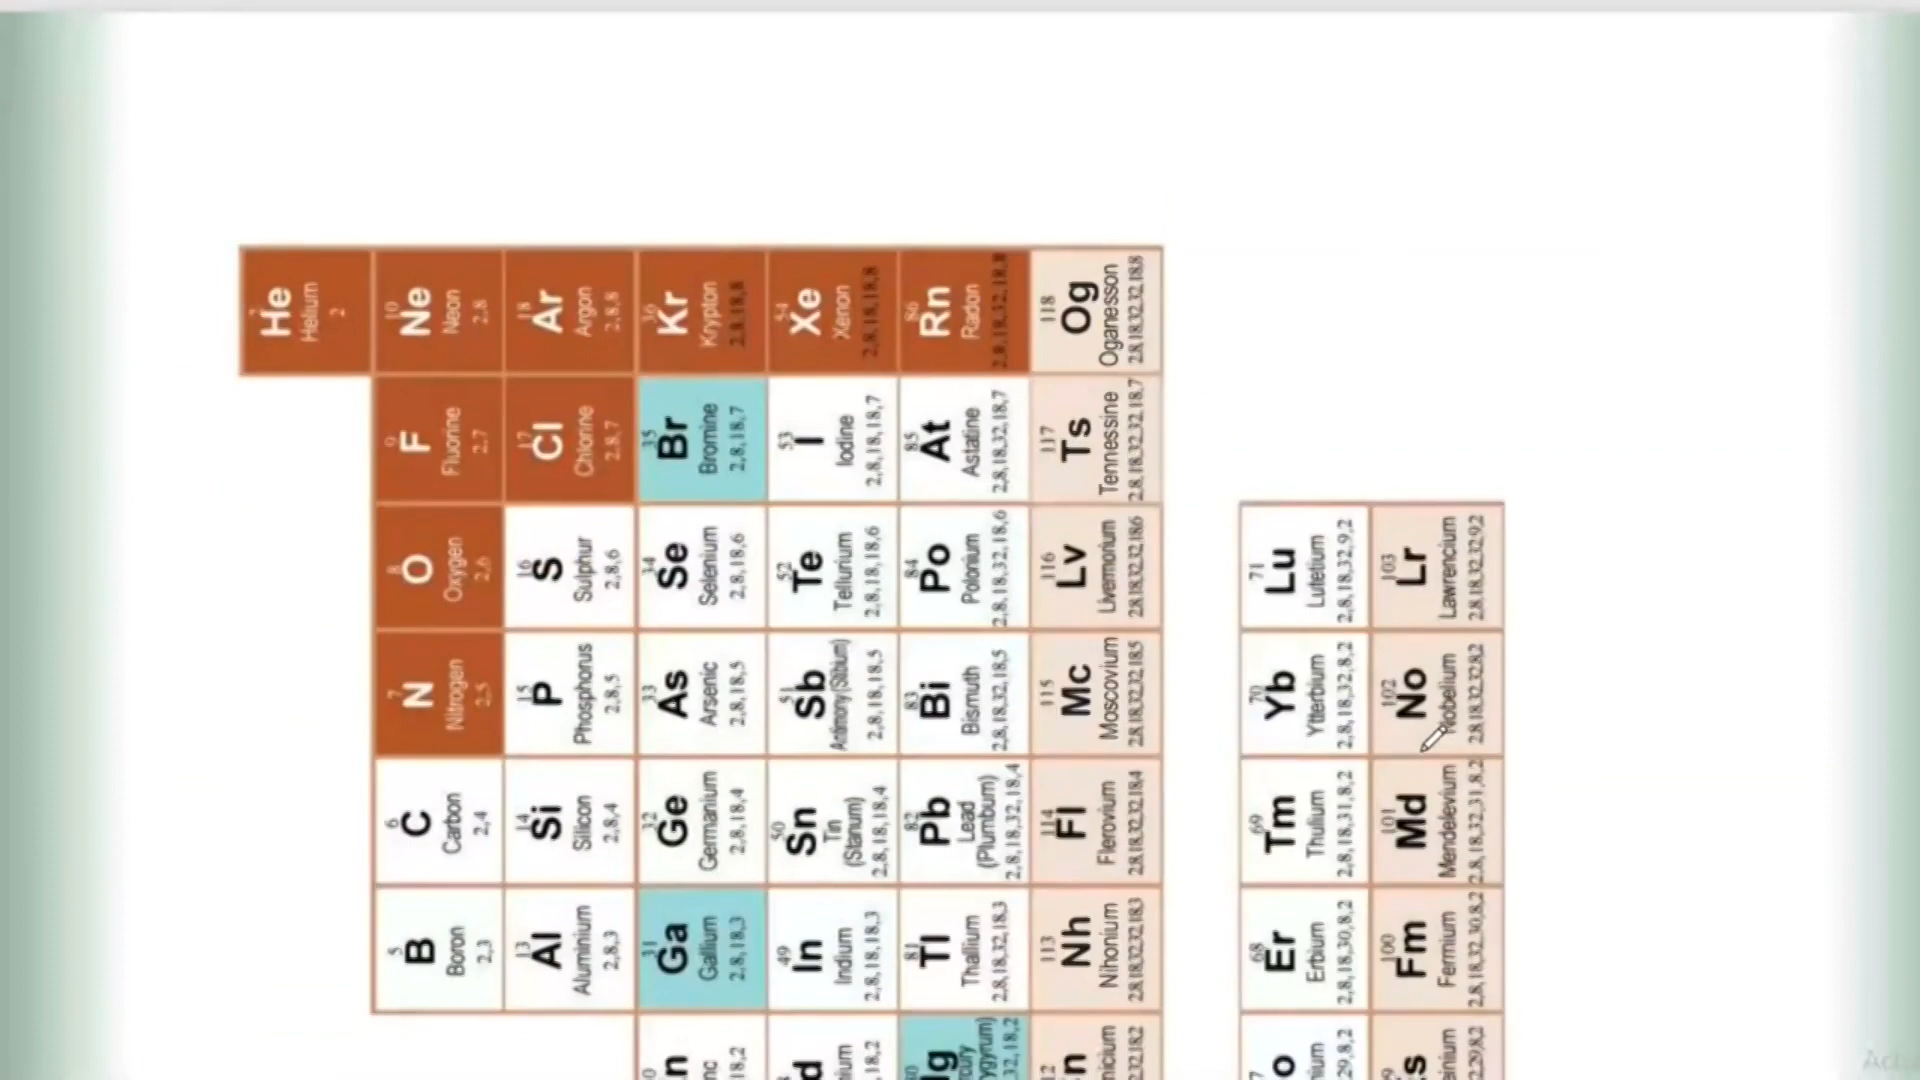 2
He
Helium
2
10
Ne
Neon
2,8
18
Ar
Argon
2,8,8
36
Kr
Krypton
2,8,18,8
54
Xe
Xenon
2,8,18,18,8
86
Rn
Radon
2,8,18,32,18,8
118
Og
Oganesson
2,8,18,32,32,18,8
9
F
Fluorine
2,7
17
Cl
Chlorine
2,8,7
35
Br
Bromine
2,8,18,7
53
I
Iodine
2,8,18,18,7
85
At
Astatine
2,8,18,32,18,7
117
Ts
Tennessine
2,8,18,32,32,18,7
8
O
Oxygen
2,6
16
S
Sulphur
2,8,6
34
Se
Selenium
2,8,18,6
52
Te
Tellurium
2,8,18,18,6
84
Po
Polonium
2,8,18,32,18,6
116
Lv
Livermorium
2,8,18,32,32,18,6
71
Lu
Lutetium
2,8,18,32,9,2
103
Lr
Lawrencium
2,8,18,32,32,9,2
7
N
Nitrogen
2,5
15
P
Phosphorus
2,8,5
33
As
Arsenic
2,8,18,5
51
Sb
Antimony(Stibium)
2,8,18,18,5
83
Bi
Bismuth
2,8,18,32,18,5
115
Mc
Moscovium
2,8,18,32,32,18,5
70
Yb
Ytterbium
2,8,18,32,8,2
102
No
Nobelium
2,8,18,32,32,8,2
6
C
Carbon
2,4
14
Si
Silicon
2,8,4
32
Ge
Germanium
2,8,18,4
50
Sn
Tin
(Stanum)
2,8,18,18,4
82
Pb
Lead
(Plumbum)
2,8,18,32,18,4
114
Fl
Flerovium
2,8,18,32,32,18,4
69
Tm
Thulium
2,8,18,31,8,2
101
Md
Mendelevium
2,8,18,32,31,8,2
5
B
Boron
2,3
13
Al
Aluminium
2,8,3
31
Ga
Gallium
2,8,18,3
49
In
Indium
2,8,18,18,3
81
Tl
Thallium
2,8,18,32,18,3
113
Nh
Nihonium
2,8,18,32,32,18,3
68
Er
Erbium
2,8,18,30,8,2
100
Fm
Fermium
2,8,18,32,30,8,2